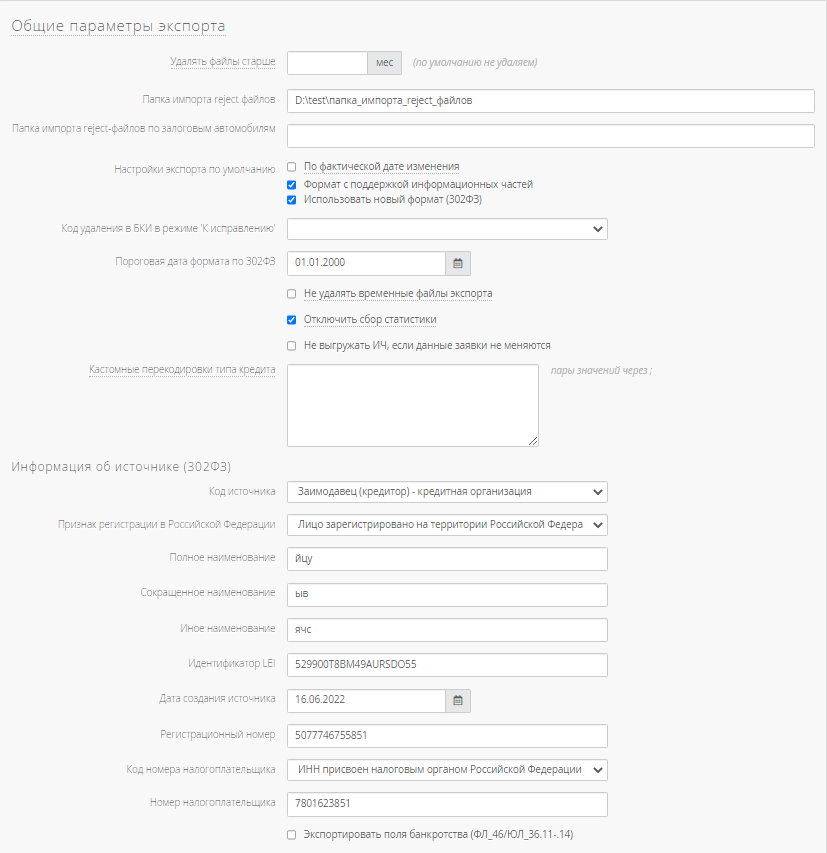 Общие параметры экспорта
Удалять файлы старше мес (по умолчанию не удаляем)
Папка импорта reject файлов D:\test\папка_импорта_reject_файлов
Папка импорта reject-файлов по залоговым автомобилям
Настройки экспорта по умолчанию По фактической дате изменения
Формат с поддержкой информационных частей
Использовать новый формат (302ФЗ)
Код удаления в БКИ в режиме 'К исправлению'
Пороговая дата формата по 302ФЗ 01.01.2000
Не удалять временные файлы экспорта
Отключить сбор статистики
Не выгружать ИЧ, если данные заявки не меняются
Кастомные перекодировки типа кредита пары значений через ;
Информация об источнике (302ФЗ)
Код источника Заимодавец (кредитор) - кредитная организация
Признак регистрации в Российской Федерации Лицо зарегистрировано на территории Российской Федера
Полное наименование йцу
Сокращенное наименование ыв
Иное наименование ячс
Идентификатор LEI 529900T8BM49AURSDO55
Дата создания источника 16.06.2022
Регистрационный номер 5077746755851
Код номера налогоплательщика ИНН присвоен налоговым органом Российской Федерации
Номер налогоплательщика 7801623851
Экспортировать поля банкротства (ФЛ_46/ЮЛ_36.11-.14)